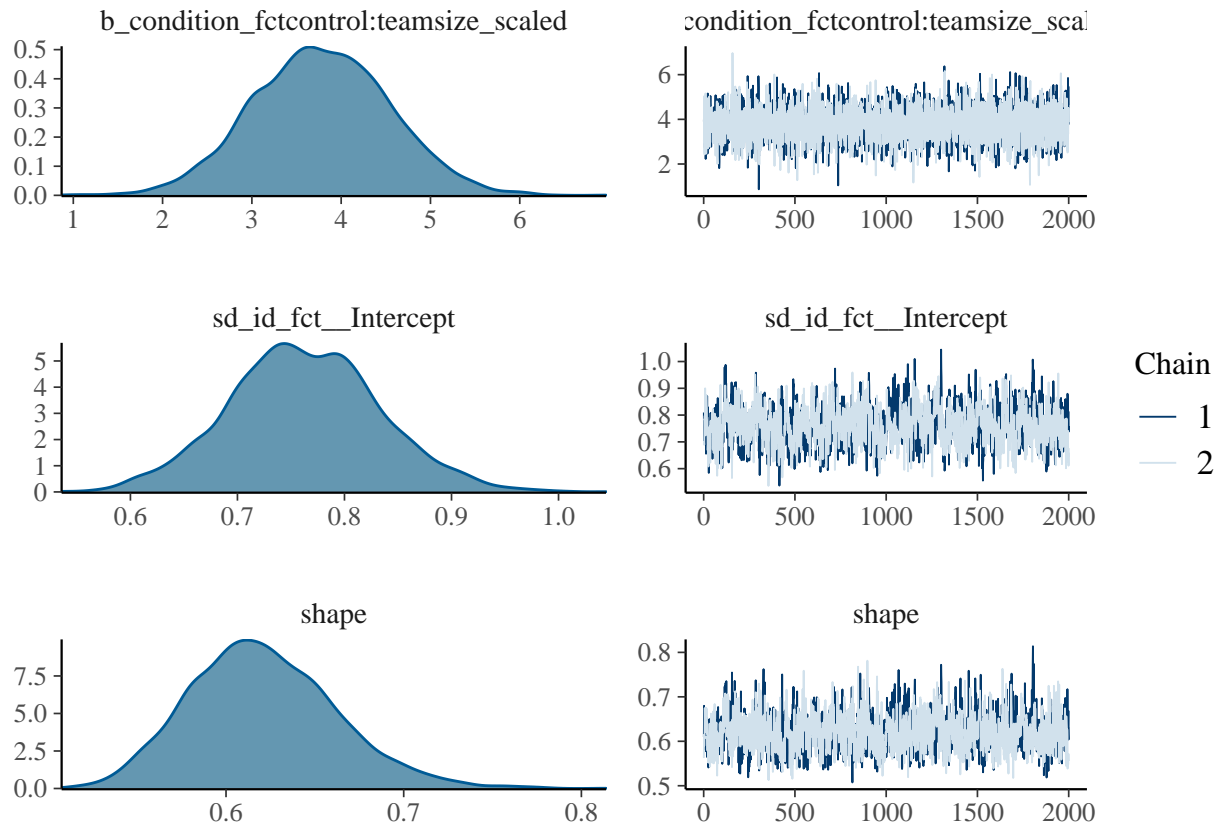 b_condition_fctcontrol:teamsize_scaled
condition_fctcontrol:teamsize_scal
0.5
0.4
0.3
0.2
0.1
0.0
1 2 3 4 5 6
6
4
2
0 500 1000 1500 2000
sd_id_fct__Intercept
sd_id_fct__Intercept
5
4
3
2
1
0
0.6 0.7 0.8 0.9 1.0
1.0
0.9
0.8
0.7
0.6
0 500 1000 1500 2000
Chain
1
2
shape
shape
7.5
5.0
2.5
0.0
0.6 0.7 0.8
0.8
0.7
0.6
0.5
0 500 1000 1500 2000